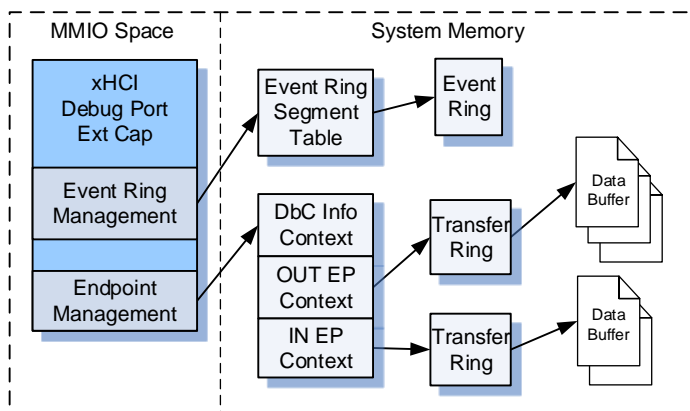 MMIO Space
System Memory
xHCI
Debug Port
Ext Cap
Event Ring
Management
Endpoint
Management
Event Ring
Segment
Table
Event
Ring
DbC Info
Context
OUT EP
Context
IN EP
Context
Transfer
Ring
Data
Buffer
Transfer
Ring
Data
Buffer